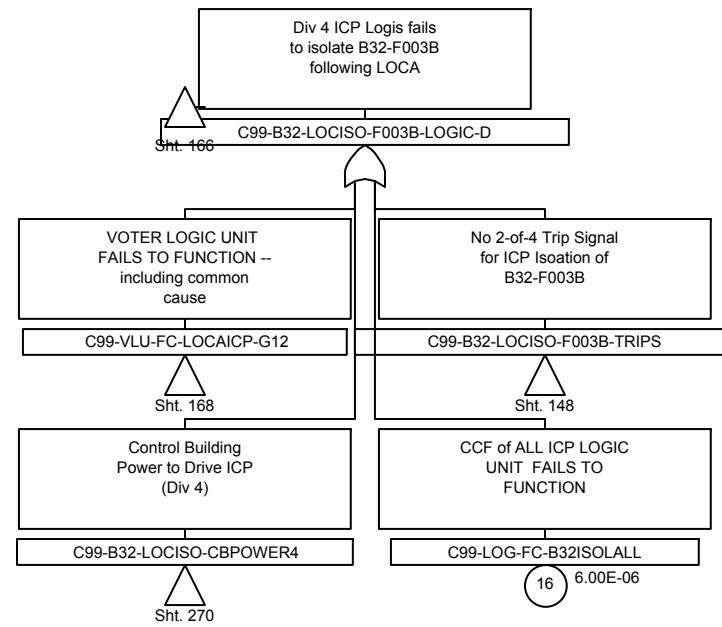 Div 4 ICP Logis fails
to isolate B32-F003B
following LOCA
C99-B32-LOCISO-F003B-LOGIC-D
Sht. 166
VOTER LOGIC UNIT
FAILS TO FUNCTION --
including common
cause
C99-VLU-FC-LOCAICP-G12
Sht. 168
No 2-of-4 Trip Signal
for ICP Isoation of
B32-F003B
C99-B32-LOCISO-F003B-TRIPS
Sht. 148
Control Building
Power to Drive ICP
(Div 4)
C99-B32-LOCISO-CBPOWER4
Sht. 270
CCF of ALL ICP LOGIC
UNIT FAILS TO
FUNCTION
C99-LOG-FC-B32ISOLALL
16 6.00E-06